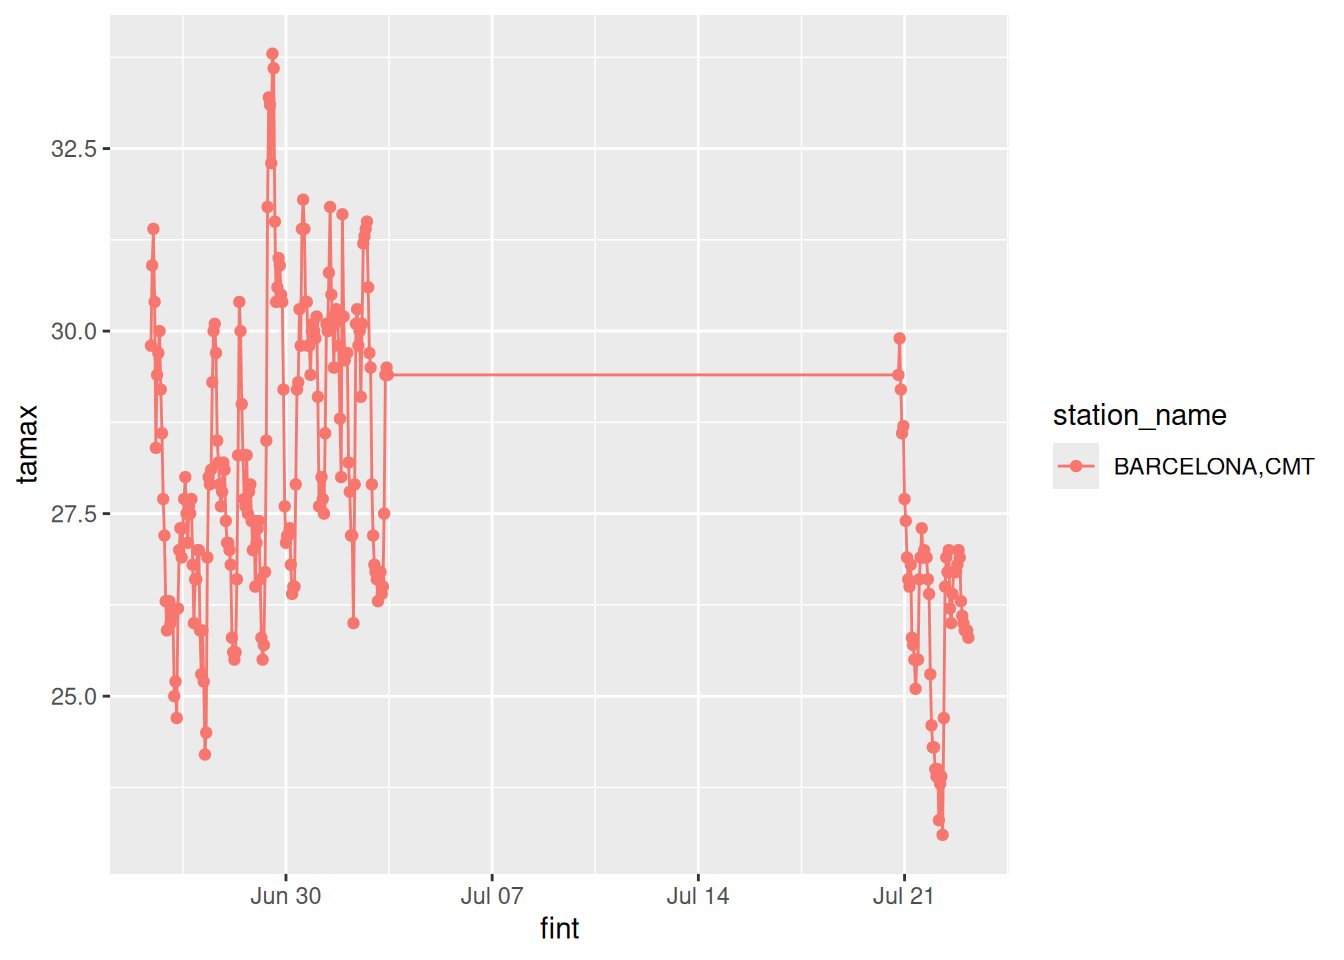 tamax
32.5
30.0
27.5
25.0
Jun 30
Jul 07
Jul 14
Jul 21
fint
station_name
BARCELONA,CMT